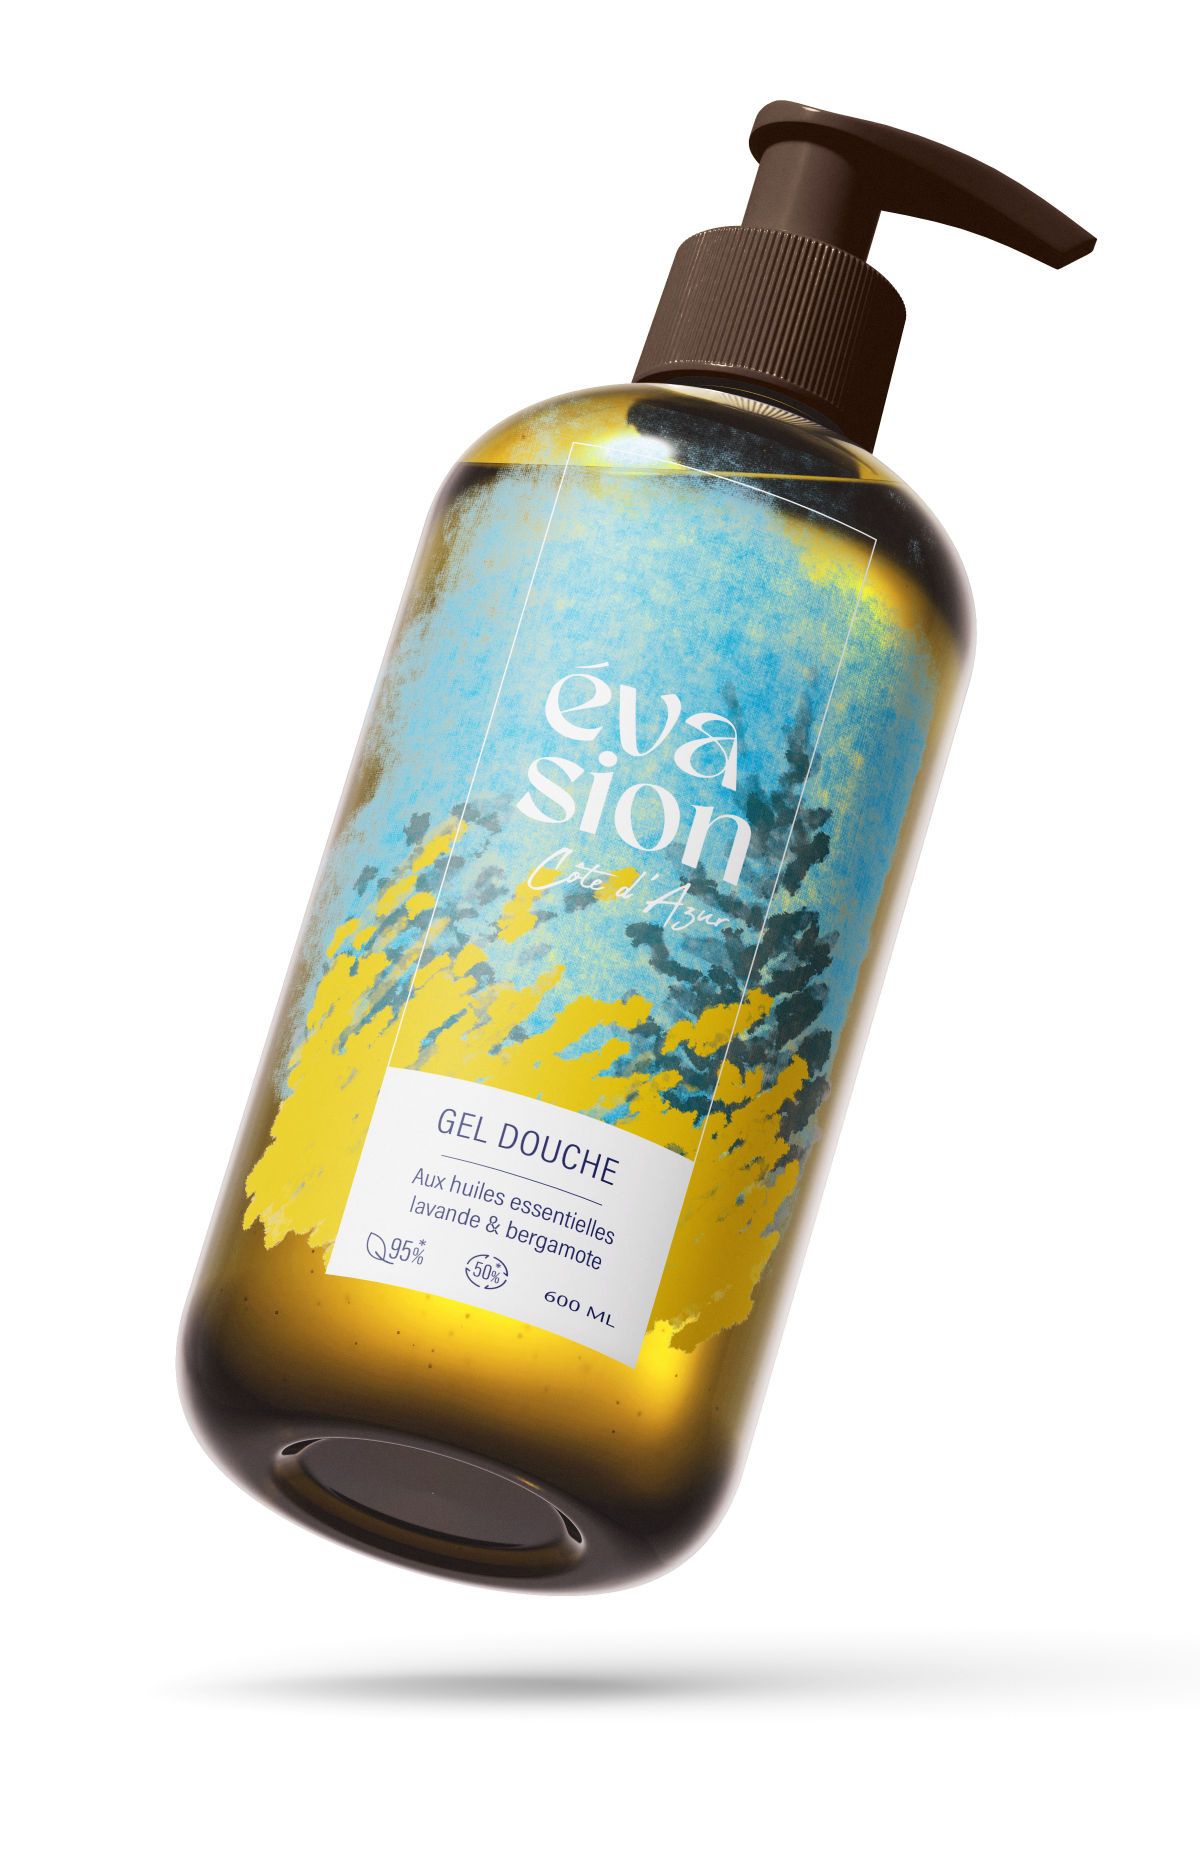 éva
sion
Côte d'Azur
GEL DOUCHE
Aux huiles essentielles
lavande & bergamote
95%*
50%*
600 ML